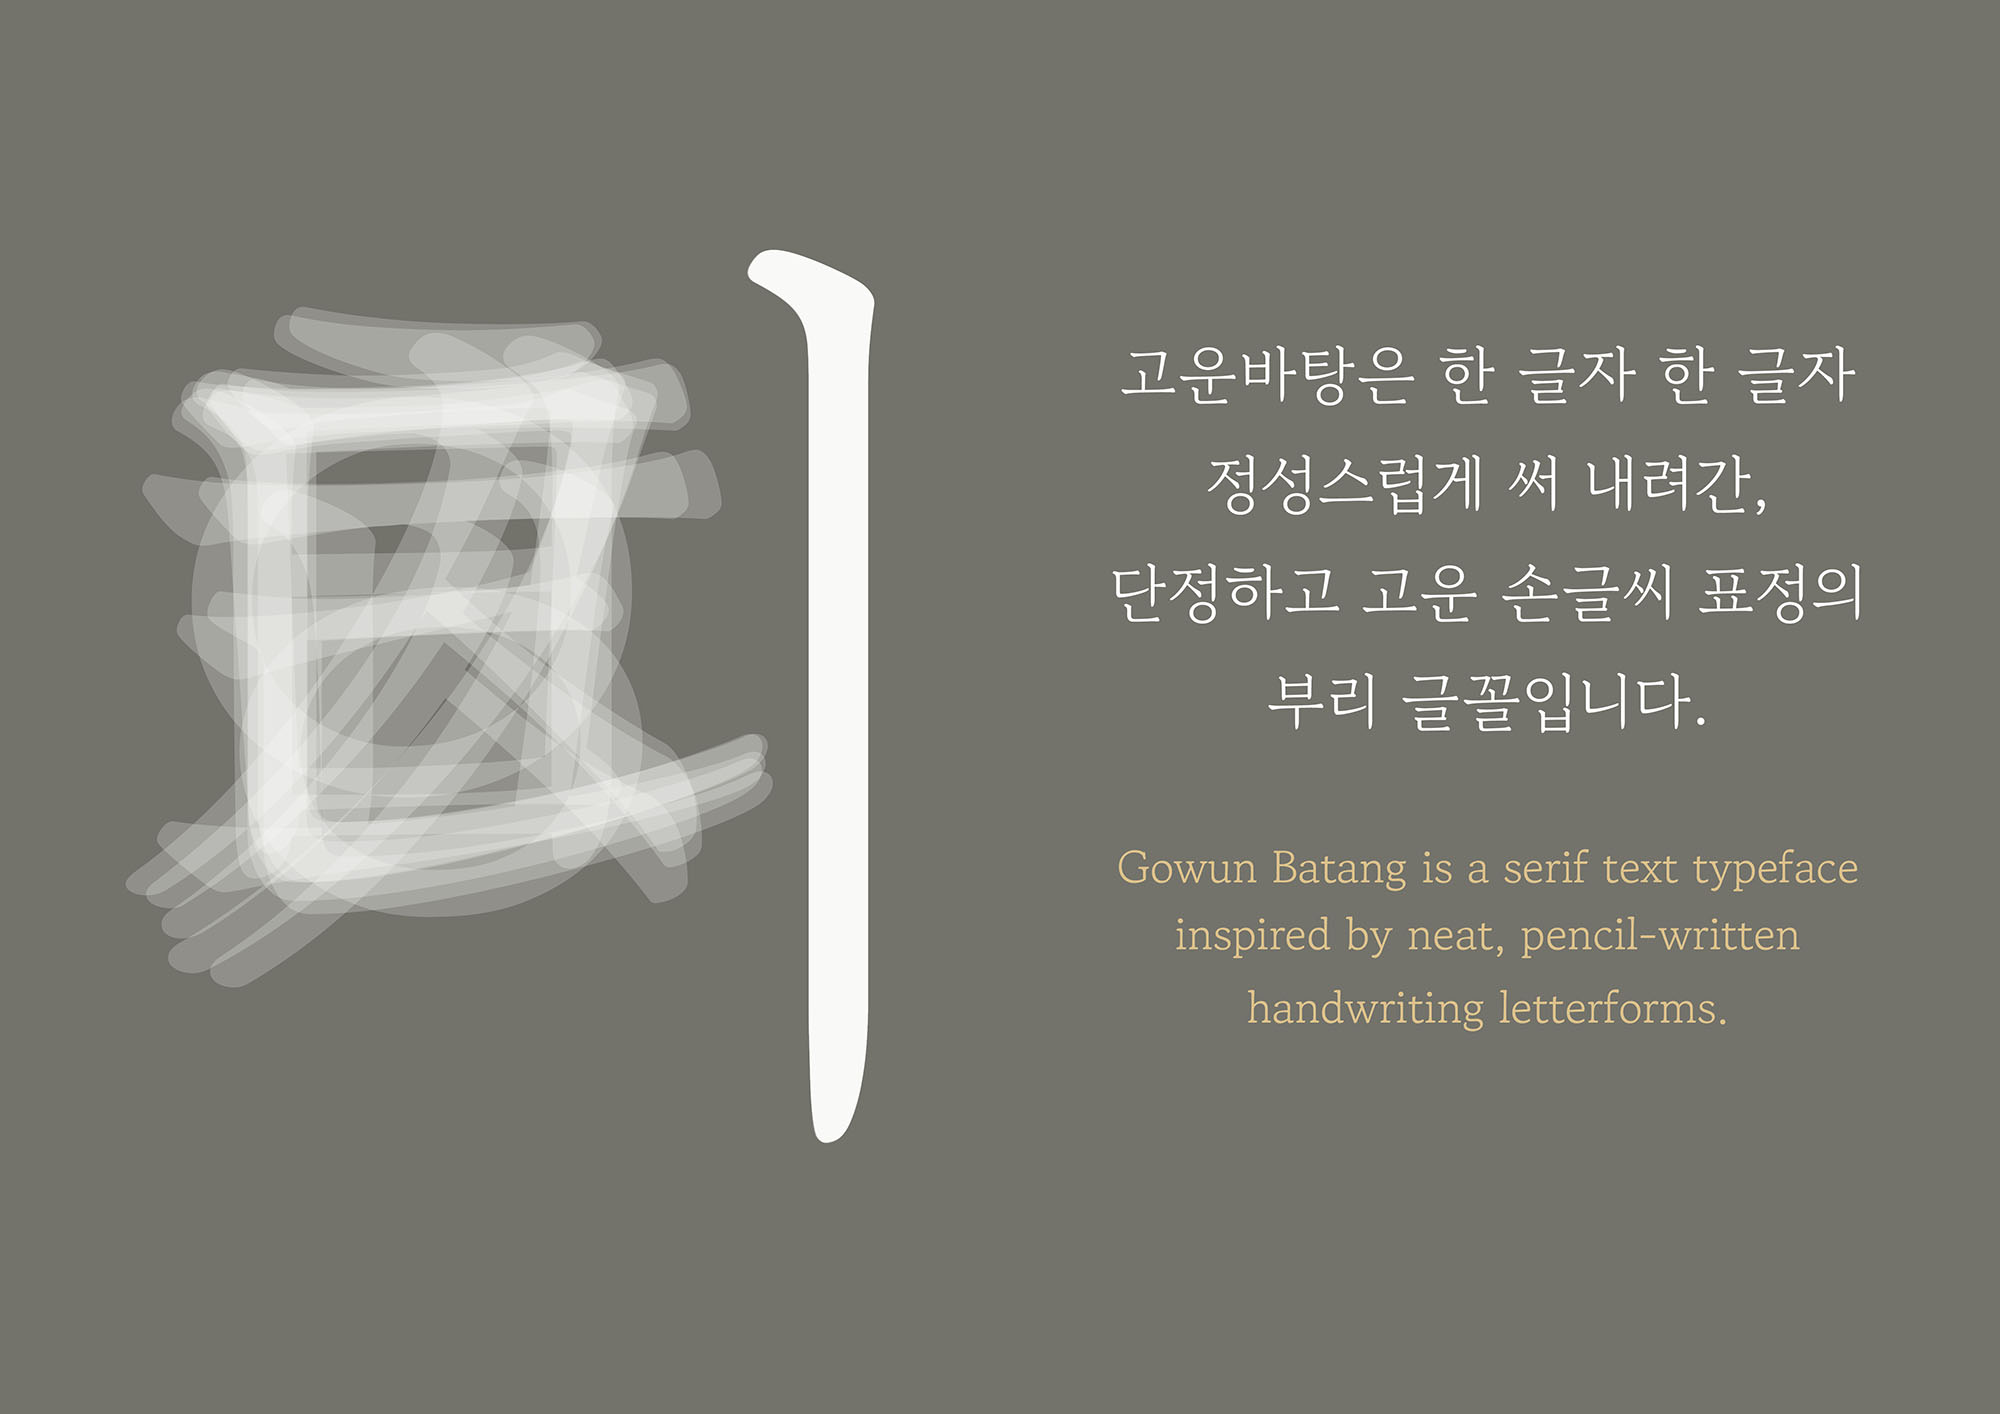 ㅣ
고운바탕은 한 글자 한 글자
정성스럽게 써 내려간,
단정하고 고운 손글씨 표정의
부리 글꼴입니다.
Gowun Batang is a serif text typeface
inspired by neat, pencil-written
handwriting letterforms.